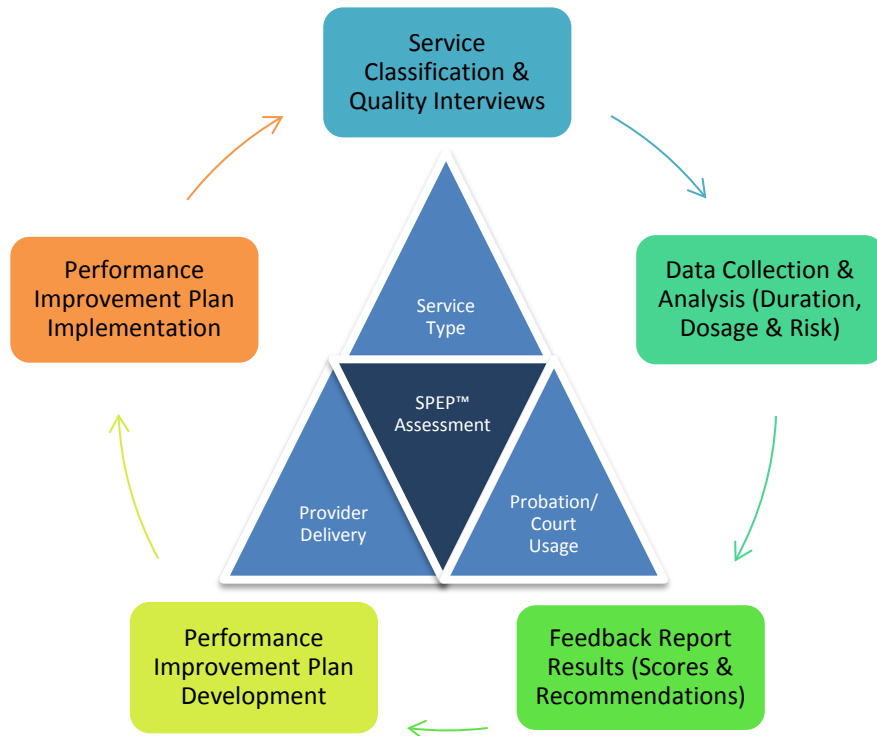 Service
Classification &
Quality Interviews
Performance
Improvement Plan
Implementation
Data Collection &
Analysis (Duration,
Dosage & Risk)
Service
Type
SPEP™
Assessment
Provider
Delivery
Probation/
Court
Usage
Performance
Improvement Plan
Development
Feedback Report
Results (Scores &
Recommendations)